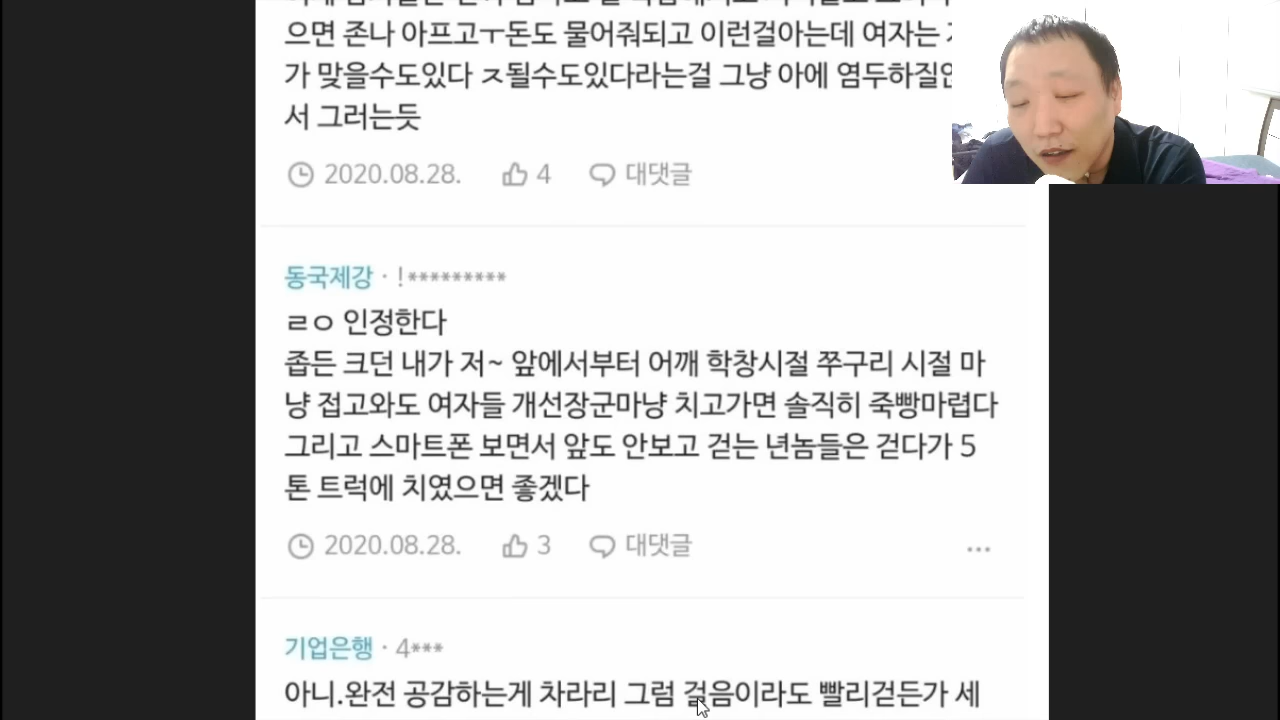 으면 존나 아프고ㅜ돈도 물어줘되고 이런걸아는데 여자는
가 맞을수도있다 ㅈ될수도있다라는걸 그냥 아에 염두하질
서 그러는듯
2020.08.28. 4 대댓글
동국제강 · !*********
ㄹㅇ 인정한다
좁든 크던 내가 저~ 앞에서부터 어깨 학창시절 쭈구리 시절 마
냥 접고와도 여자들 개선장군마냥 치고가면 솔직히 죽빵마렵다
그리고 스마트폰 보면서 앞도 안보고 걷는 년놈들은 걷다가 5
톤 트럭에 치였으면 좋겠다
2020.08.28. 3 대댓글 ...
기업은행 · 4***
아니.완전 공감하는게 차라리 그럼 걸음이라도 빨리걷든가 세